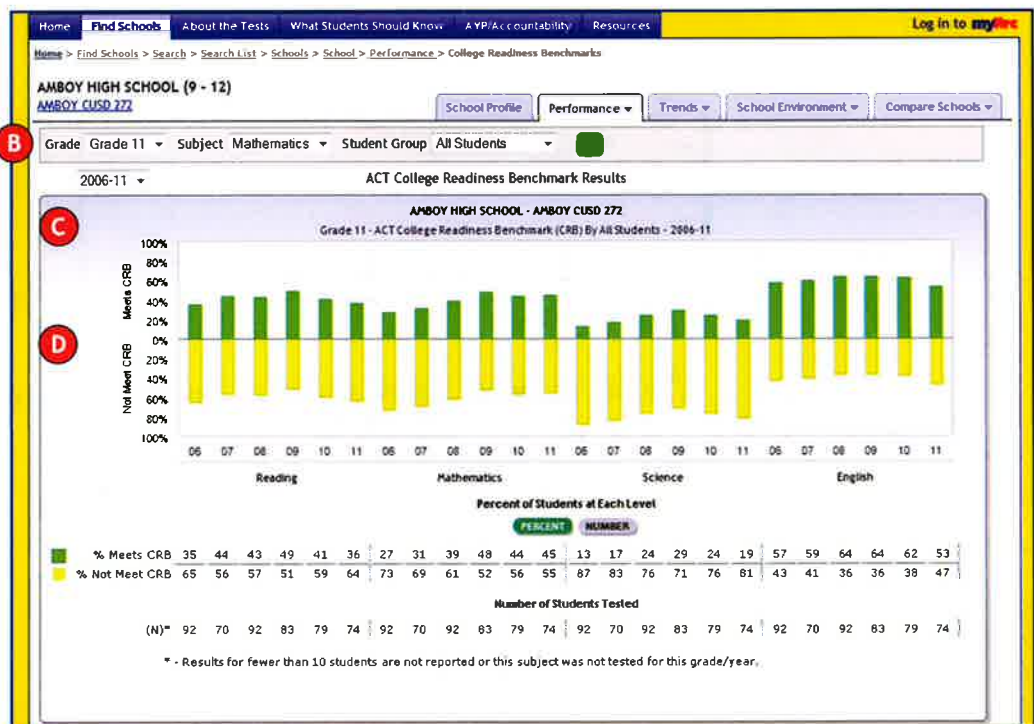 Home Find Schools About the Tests What Students Should Know AYP/Accountability Resources Log in to myiirc
Home > Find Schools > Search > Search List > Schools > School > Performance > College Readiness Benchmarks
AMBOY HIGH SCHOOL (9 - 12)
AMBOY CUSD 272
School Profile Performance Trends School Environment Compare Schools
B Grade Grade 11 Subject Mathematics Student Group All Students
2006-11 ACT College Readiness Benchmark Results
C AMBOY HIGH SCHOOL - AMBOY CUSD 272
Grade 11 - ACT College Readiness Benchmark (CRB) By All Students - 2006-11
Meets CRB
100%
80%
60%
40%
20%
D 0%
Not Meet CRB
20%
40%
60%
80%
100%
06 07 08 09 10 11 06 07 08 09 10 11 06 07 08 09 10 11 06 07 08 09 10 11
Reading Mathematics Science English
Percent of Students at Each Level
PERCENT NUMBER
% Meets CRB 35 44 43 49 41 36 27 31 39 48 44 45 13 17 24 29 24 19 57 59 64 64 62 53
% Not Meet CRB 65 56 57 51 59 64 73 69 61 52 56 55 87 83 76 71 76 81 43 41 36 36 38 47
Number of Students Tested
(N)* 92 70 92 83 79 74 92 70 92 83 79 74 92 70 92 83 79 74 92 70 92 83 79 74
* - Results for fewer than 10 students are not reported or this subject was not tested for this grade/year.